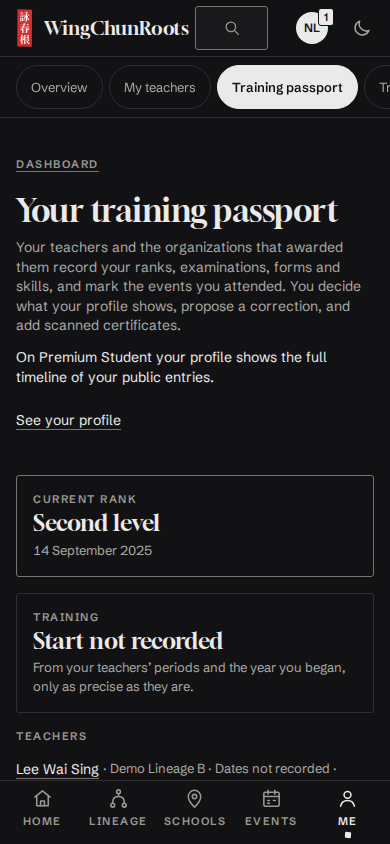 詠春根
WingChunRoots
NL
1
Overview
My teachers
Training passport
Tr
DASHBOARD
Your training passport
Your teachers and the organizations that awarded
them record your ranks, examinations, forms and
skills, and mark the events you attended. You decide
what your profile shows, propose a correction, and
add scanned certificates.
On Premium Student your profile shows the full
timeline of your public entries.
See your profile
CURRENT RANK
Second level
14 September 2025
TRAINING
Start not recorded
From your teachers’ periods and the year you began,
only as precise as they are.
TEACHERS
Lee Wai Sing · Demo Lineage B · Dates not recorded ·
HOME
LINEAGE
SCHOOLS
EVENTS
ME